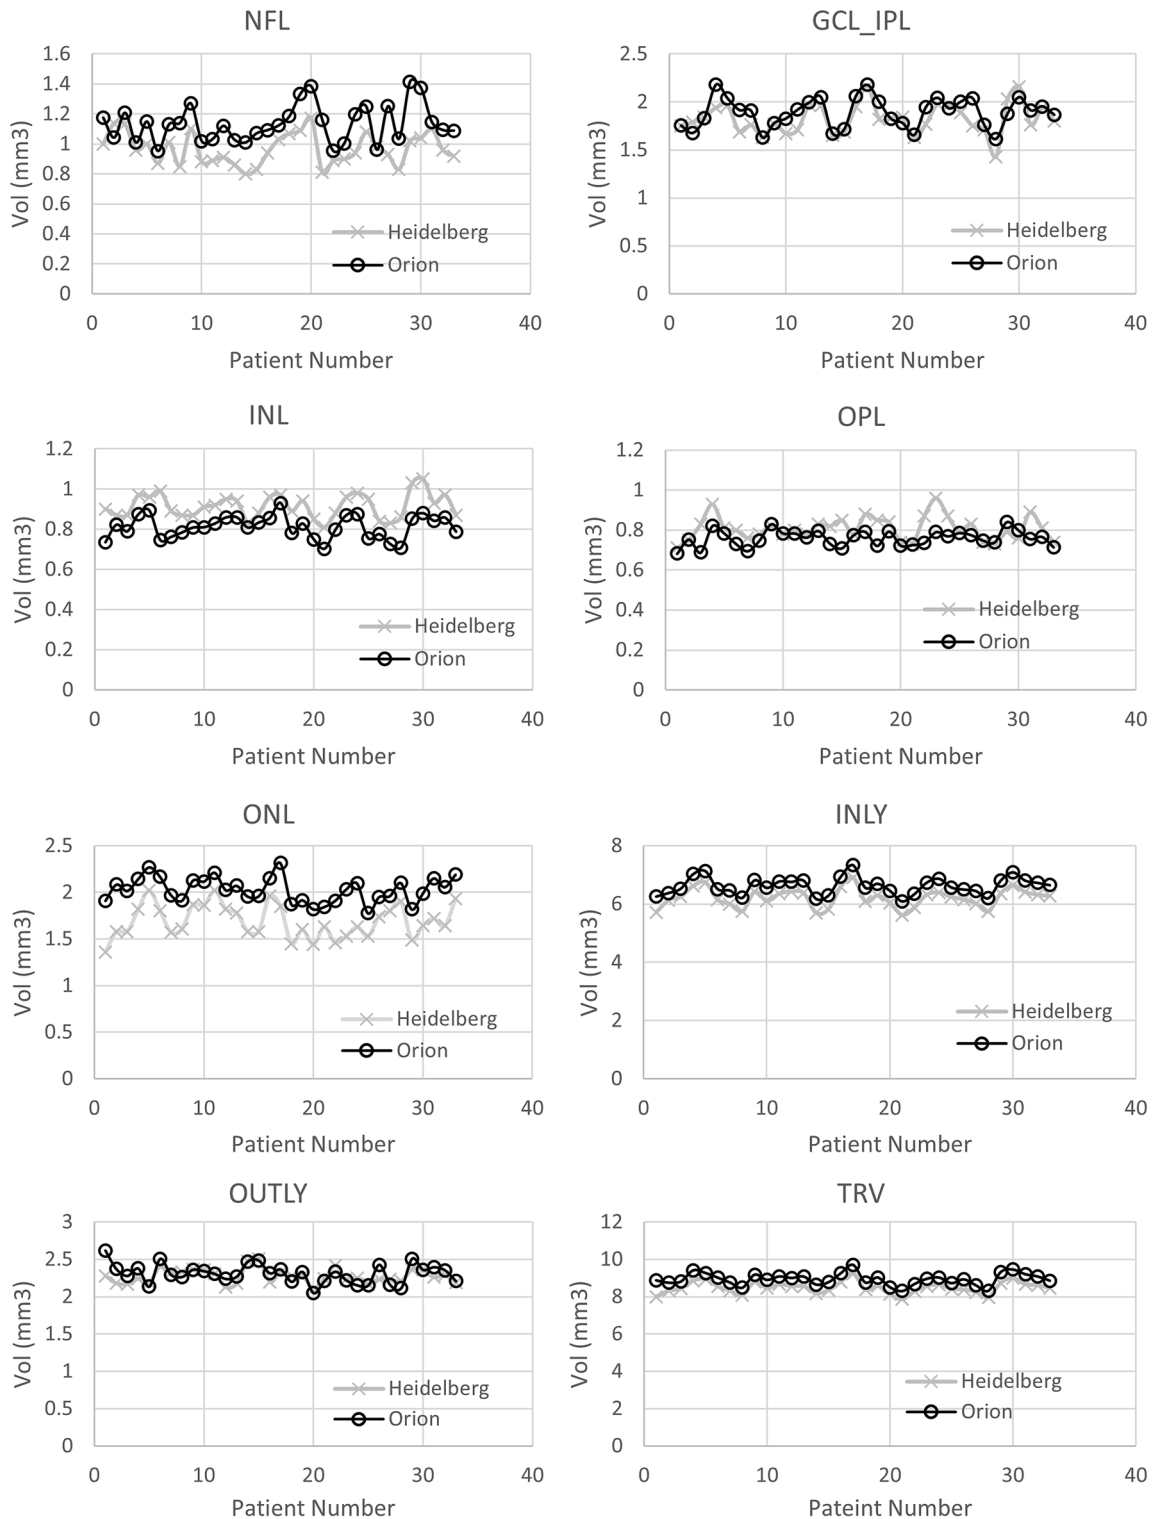 NFL
1.6
1.4
1.2
1
0.8
0.6
0.4
0.2
0
Vol (mm3)
0 10 20 30 40
Patient Number
Heidelberg
Orion
GCL_IPL
2.5
2
1.5
1
0.5
0
Vol (mm3)
0 10 20 30 40
Patient Number
Heidelberg
Orion
INL
1.2
1
0.8
0.6
0.4
0.2
0
Vol (mm3)
0 10 20 30 40
Patient Number
Heidelberg
Orion
OPL
1.2
1
0.8
0.6
0.4
0.2
0
Vol (mm3)
0 10 20 30 40
Patient Number
Heidelberg
Orion
ONL
2.5
2
1.5
1
0.5
0
Vol (mm3)
0 10 20 30 40
Patient Number
Heidelberg
Orion
INLY
8
6
4
2
0
Vol (mm3)
0 10 20 30 40
Patient Number
Heidelberg
Orion
OUTLY
3
2.5
2
1.5
1
0.5
0
Vol (mm3)
0 10 20 30 40
Patient Number
Heidelberg
Orion
TRV
12
10
8
6
4
2
0
Vol (mm3)
0 10 20 30 40
Pateint Number
Heidelberg
Orion